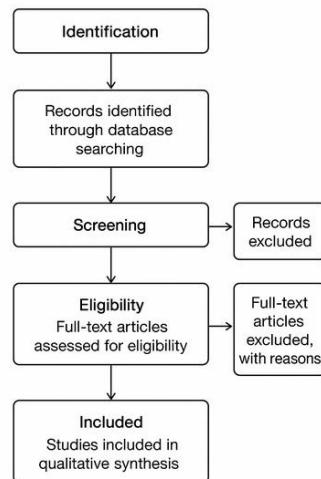 Identification
Records identified
through database
searching
Screening
Records
excluded
Eligibility
Full-text articles
assessed for eligibility
Full-text
articles
excluded,
with reasons
Included
Studies included in
qualitative synthesis